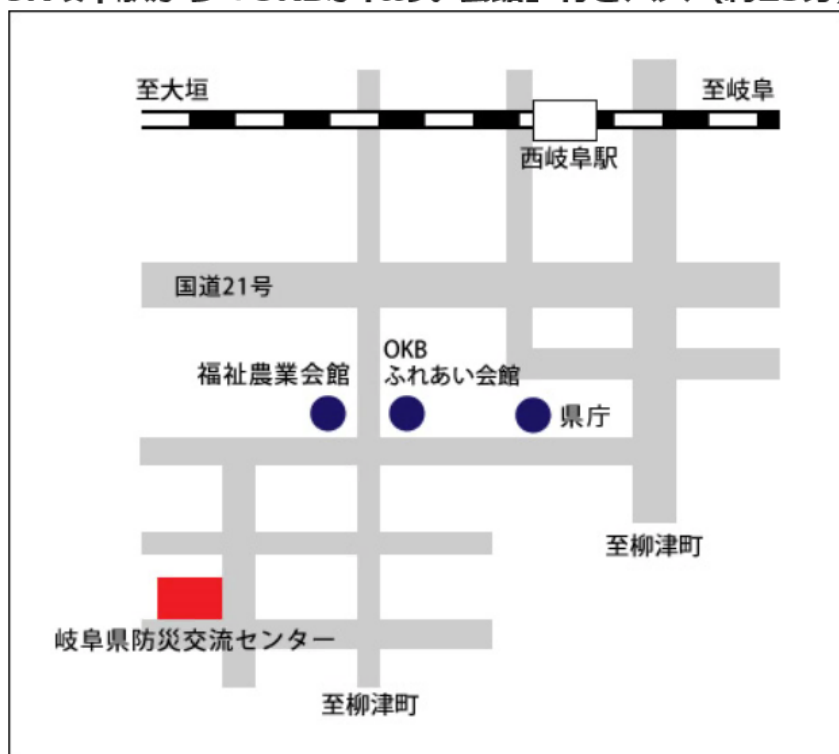 至大垣
至岐阜
西岐阜駅
国道21号
OKB
福祉農業会館
ふれあい会館
県庁
至柳津町
岐阜県防災交流センター
至柳津町